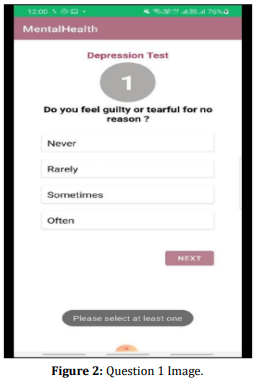 12:00
76%
MentalHealth
Depression Test
1
Do you feel guilty or tearful for no
reason ?
Never
Rarely
Sometimes
Often
NEXT
Please select at least one
Figure 2: Question 1 Image.